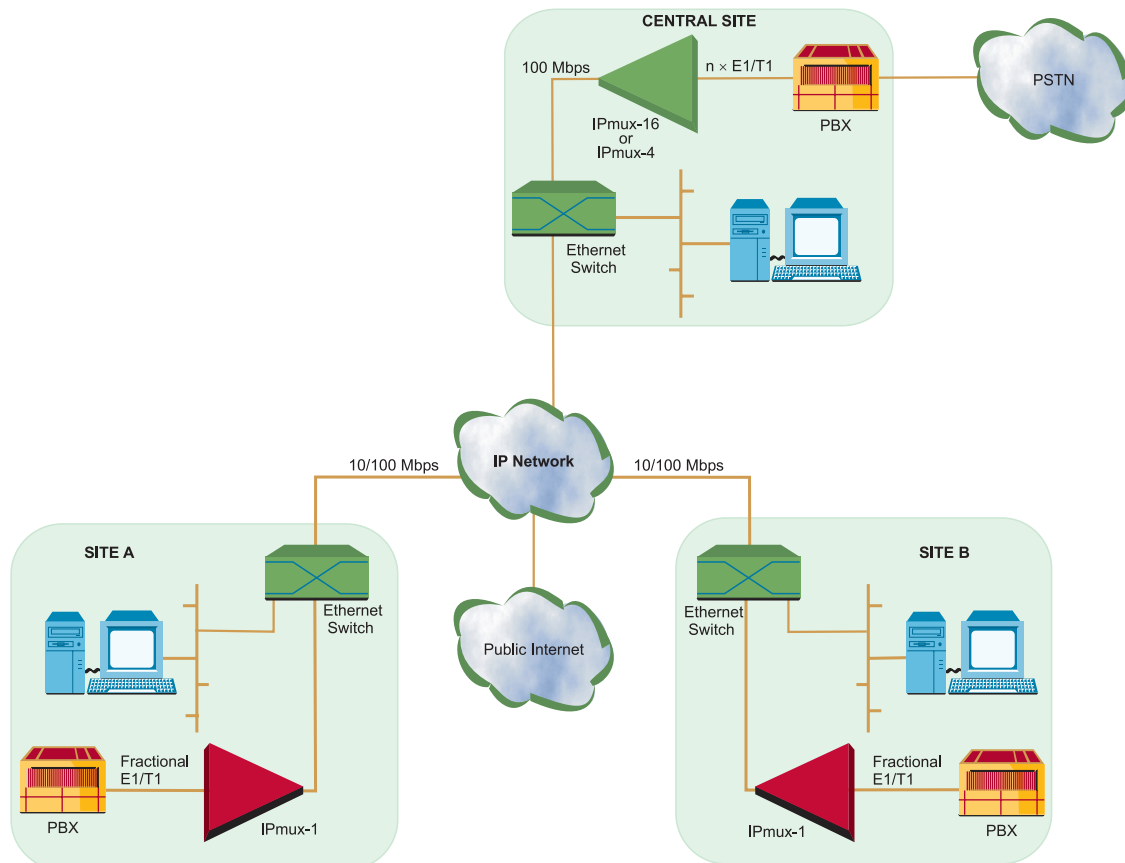 CENTRAL SITE
100 Mbps
n × E1/T1
PSTN
PBX
IPmux-16
or
IPmux-4
Ethernet
Switch
IP Network
10/100 Mbps
10/100 Mbps
SITE A
Ethernet
Switch
Fractional
E1/T1
PBX
IPmux-1
Public Internet
SITE B
Ethernet
Switch
Fractional
E1/T1
IPmux-1
PBX